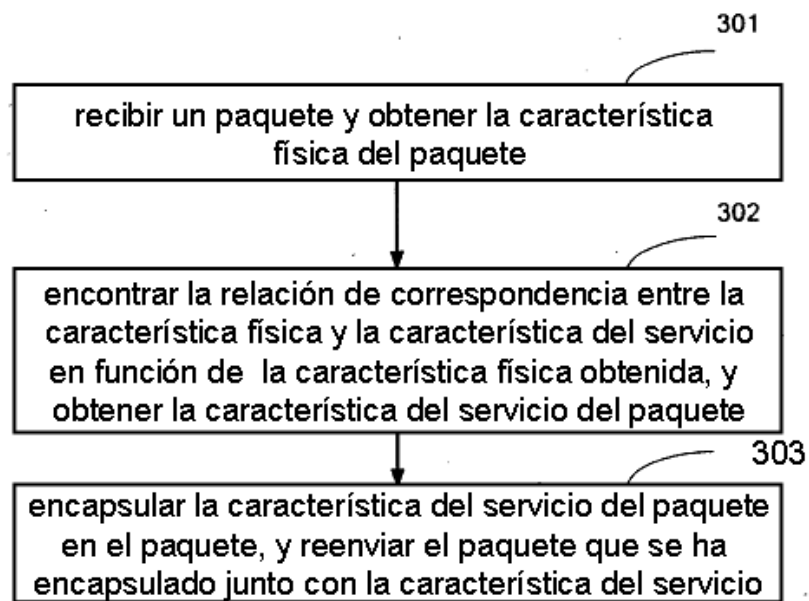 301
recibir un paquete y obtener la característica
física del paquete
302
encontrar la relación de correspondencia entre la
característica física y la característica del servicio
en función de la característica física obtenida, y
obtener la característica del servicio del paquete
303
encapsular la característica del servicio del paquete
en el paquete, y reenviar el paquete que se ha
encapsulado junto con la característica del servicio